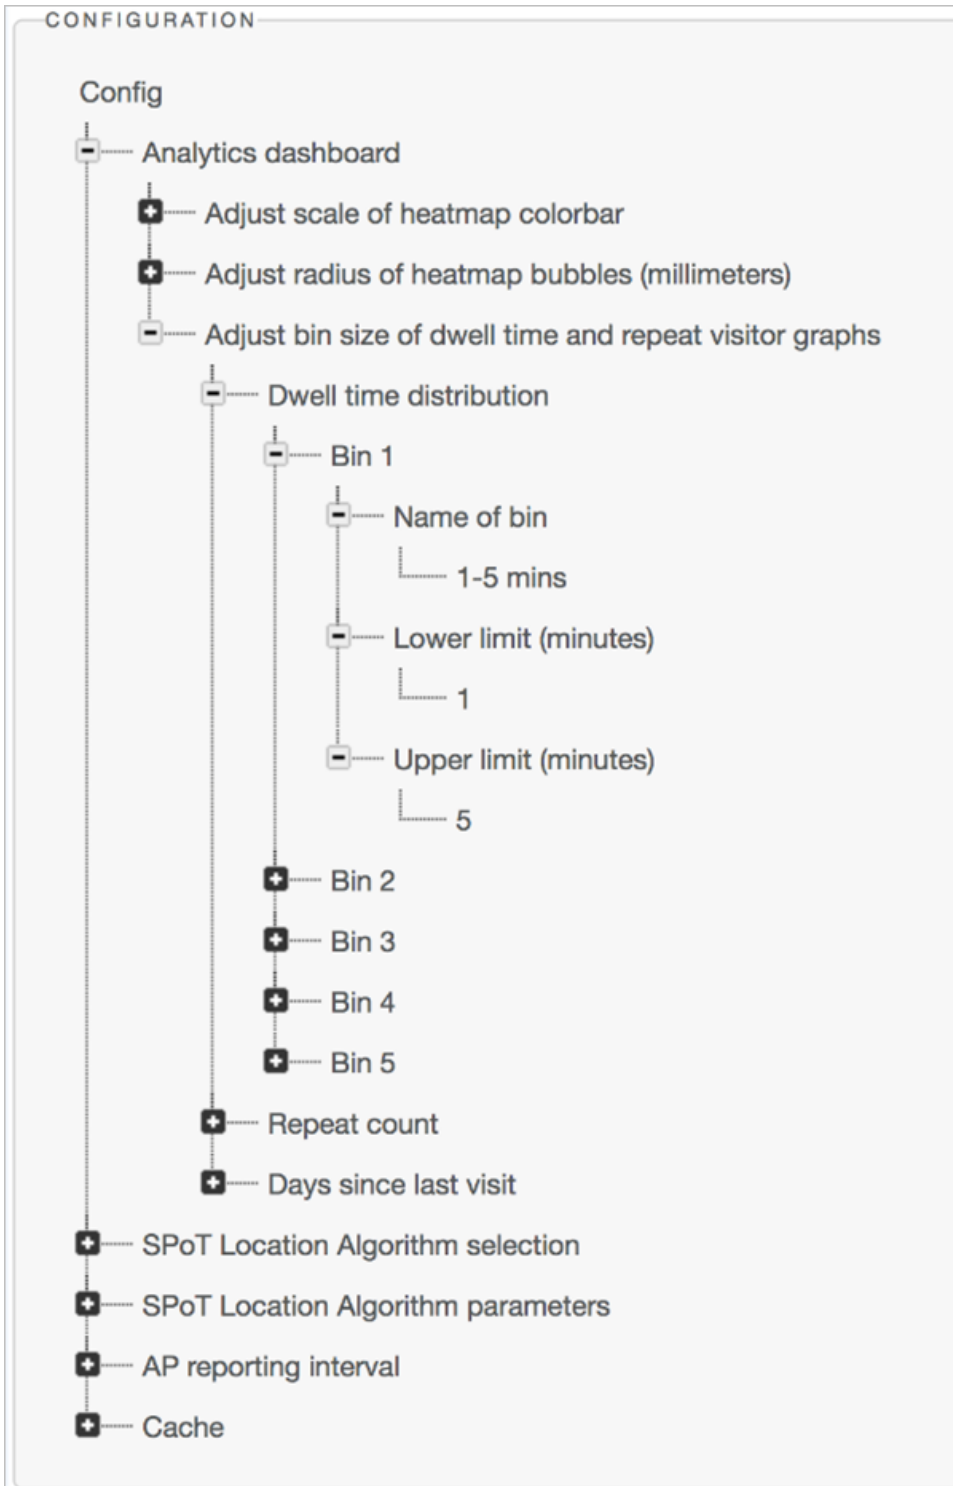 CONFIGURATION
Config
Analytics dashboard
Adjust scale of heatmap colorbar
Adjust radius of heatmap bubbles (millimeters)
Adjust bin size of dwell time and repeat visitor graphs
Dwell time distribution
Bin 1
Name of bin
1-5 mins
Lower limit (minutes)
1
Upper limit (minutes)
5
Bin 2
Bin 3
Bin 4
Bin 5
Repeat count
Days since last visit
SPoT Location Algorithm selection
SPoT Location Algorithm parameters
AP reporting interval
Cache